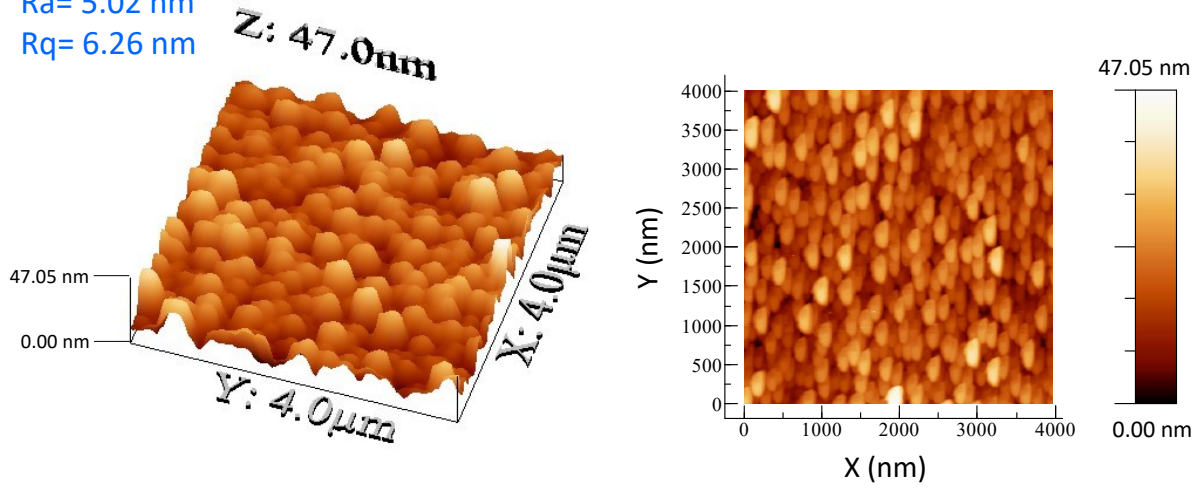 Ra= 5.02 nm
Rq= 6.26 nm
Z: 47.0nm
47.05 nm
0.00 nm
Y: 4.0µm
X: 4.0µm
4000
3500
3000
2500
2000
1500
1000
500
0
Y (nm)
0 1000 2000 3000 4000
X (nm)
47.05 nm
0.00 nm